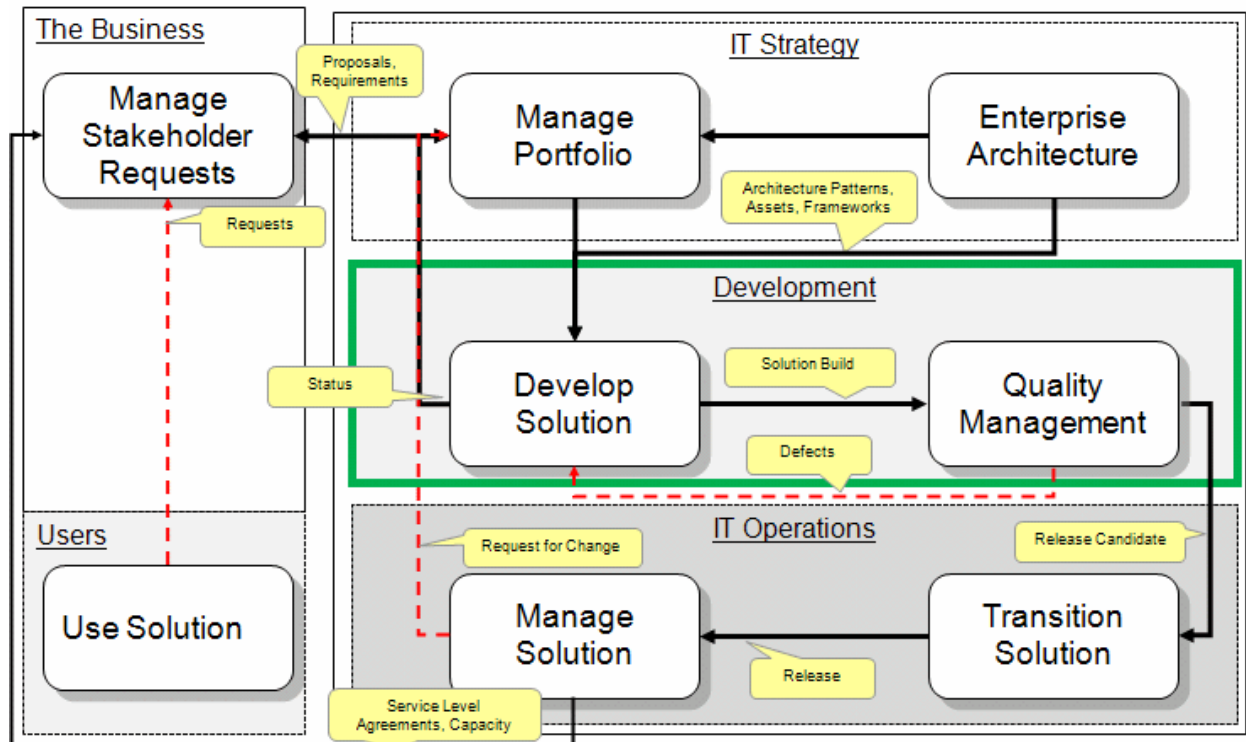 The Business
IT Strategy
Proposals,
Requirements
Manage
Stakeholder
Requests
Manage
Portfolio
Enterprise
Architecture
Architecture Patterns,
Assets, Frameworks
Requests
Development
Status
Develop
Solution
Solution Build
Quality
Management
Defects
Users
IT Operations
Request for Change
Release Candidate
Use Solution
Manage
Solution
Transition
Solution
Release
Service Level
Agreements, Capacity